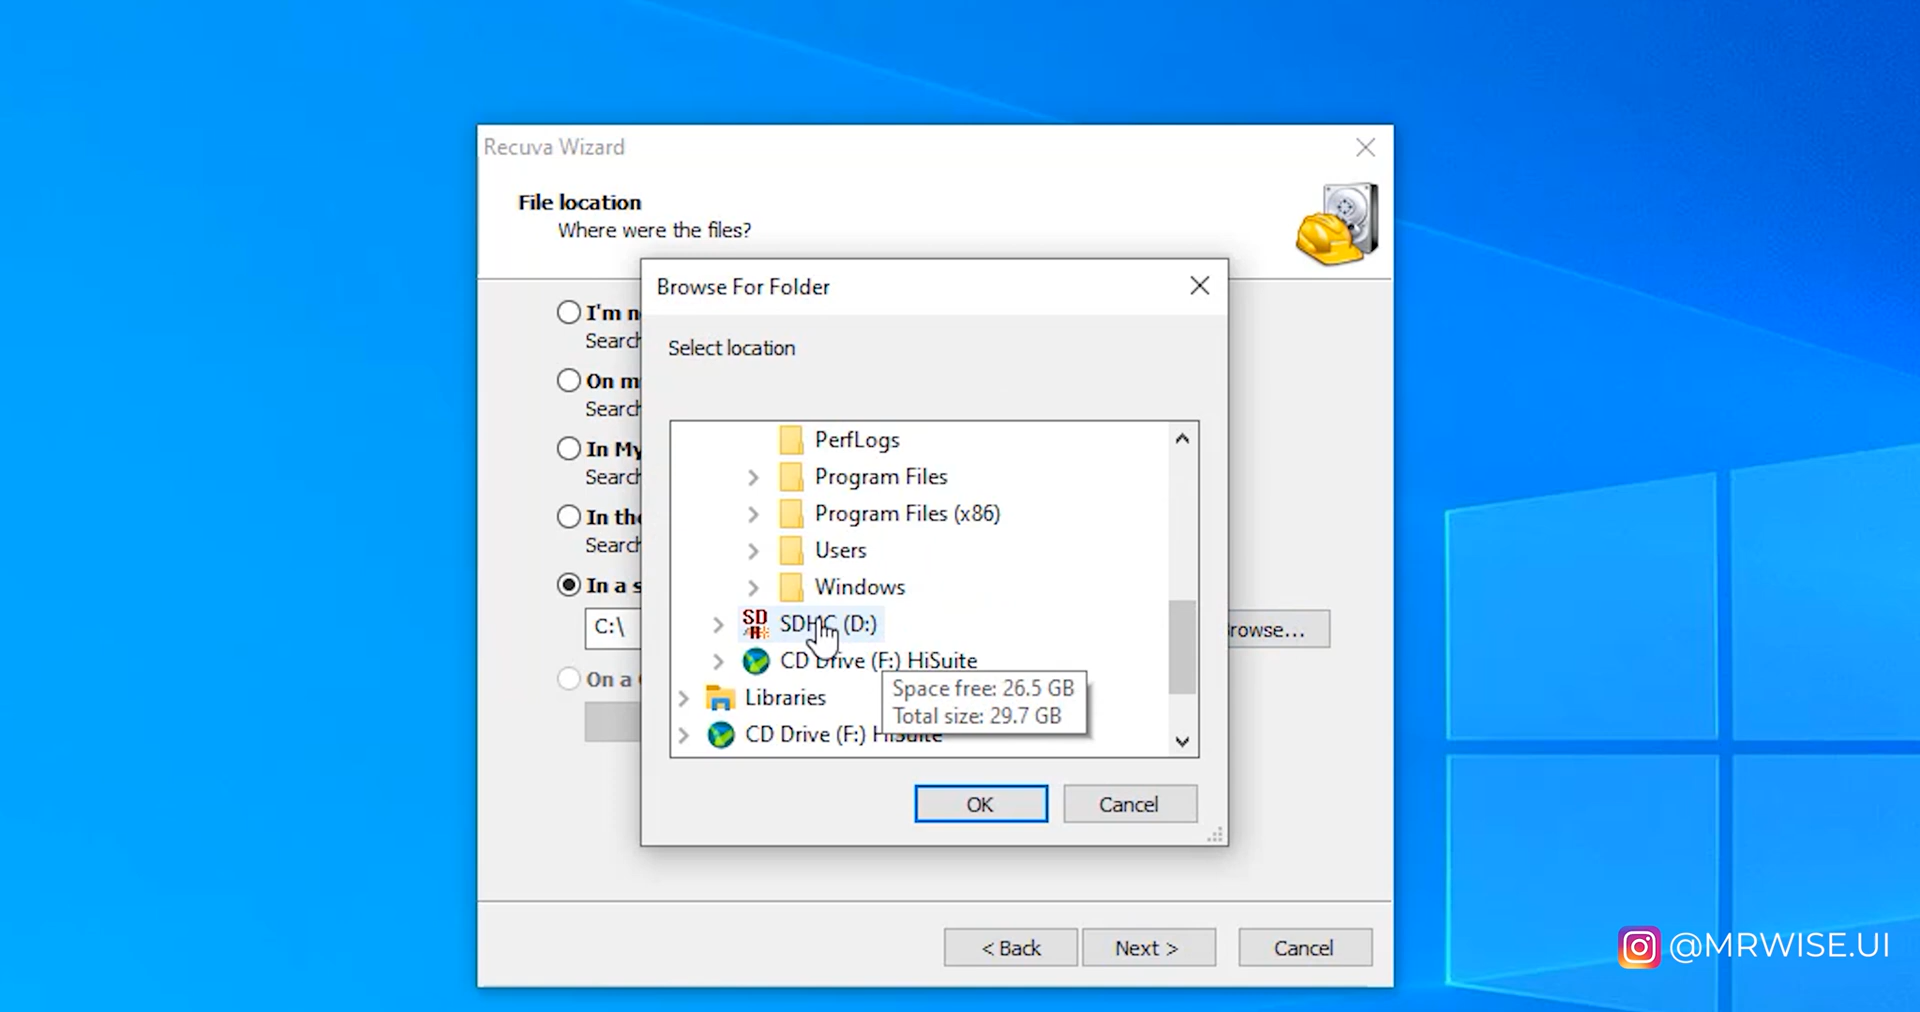 Recuva Wizard
File location
Where were the files?
Browse For Folder
I'm n
Search
Select location
On m
Search
PerfLogs
In My
Search
Program Files
Program Files (x86)
In the
Search
Users
In a s
Windows
C:\
SDHC (D:)
Browse...
CD Drive (F:) HiSuite
On a
Space free: 26.5 GB
Total size: 29.7 GB
Libraries
CD Drive (F:) HiSuite
OK
Cancel
< Back
Next >
Cancel
@MRWISE.UI